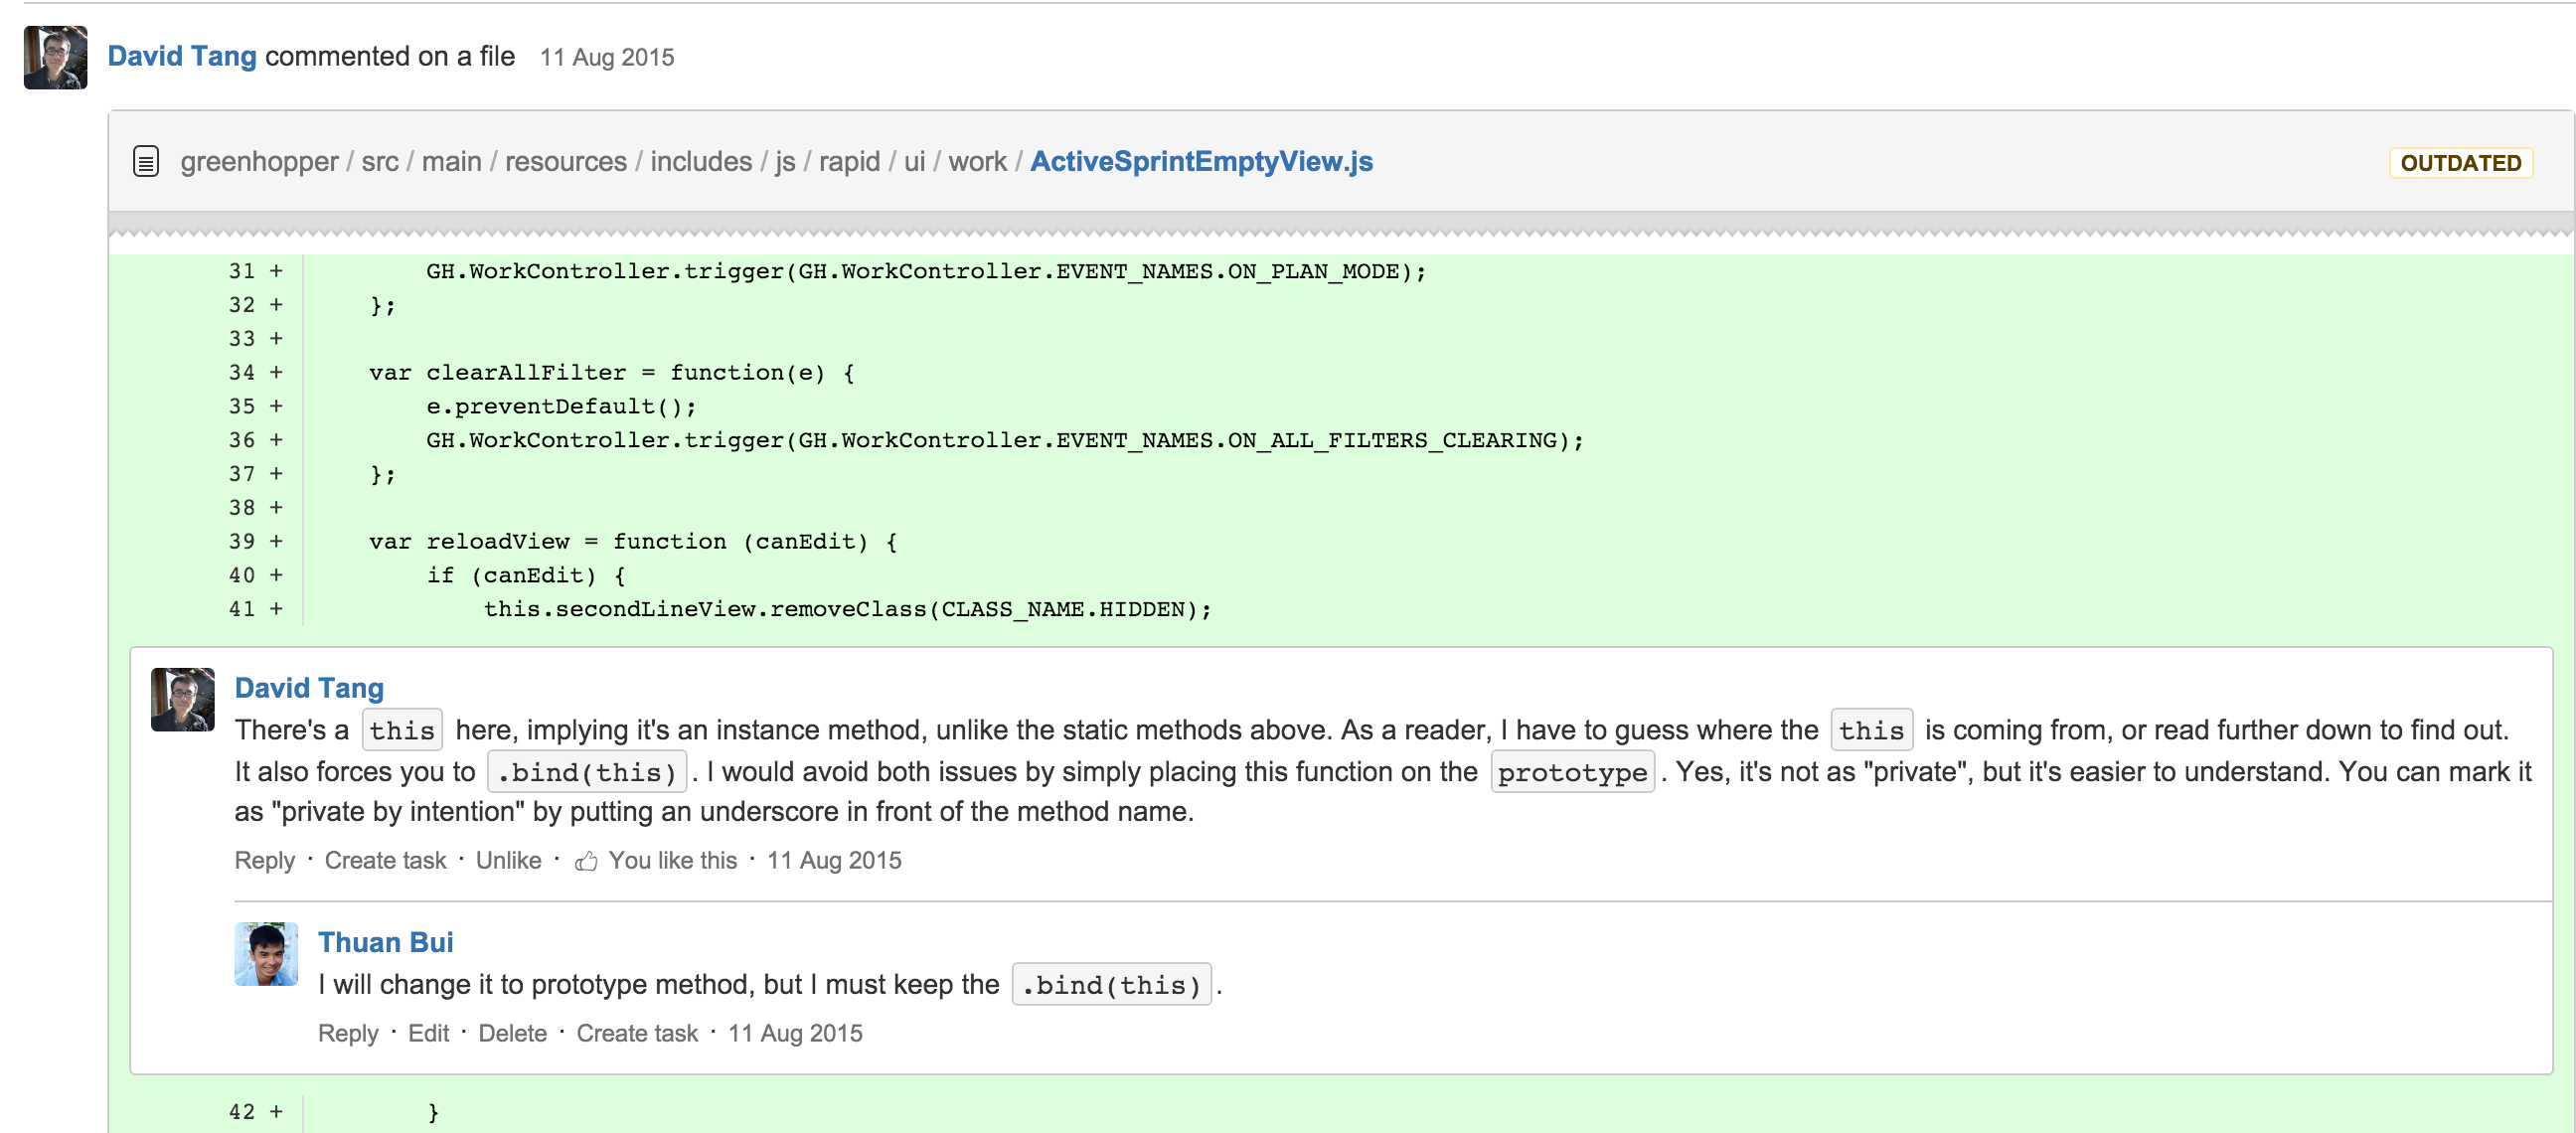 David Tang commented on a file 11 Aug 2015
greenhopper / src / main / resources / includes / js / rapid / ui / work / ActiveSprintEmptyView.js OUTDATED
31 + GH.WorkController.trigger(GH.WorkController.EVENT_NAMES.ON_PLAN_MODE);
32 + };
33 +
34 + var clearAllFilter = function(e) {
35 + e.preventDefault();
36 + GH.WorkController.trigger(GH.WorkController.EVENT_NAMES.ON_ALL_FILTERS_CLEARING);
37 + };
38 +
39 + var reloadView = function (canEdit) {
40 + if (canEdit) {
41 + this.secondLineView.removeClass(CLASS_NAME.HIDDEN);
David Tang
There's a this here, implying it's an instance method, unlike the static methods above. As a reader, I have to guess where the this is coming from, or read further down to find out.
It also forces you to .bind(this) . I would avoid both issues by simply placing this function on the prototype . Yes, it's not as "private", but it's easier to understand. You can mark it
as "private by intention" by putting an underscore in front of the method name.
Reply · Create task · Unlike · You like this · 11 Aug 2015
Thuan Bui
I will change it to prototype method, but I must keep the .bind(this) .
Reply · Edit · Delete · Create task · 11 Aug 2015
42 + }